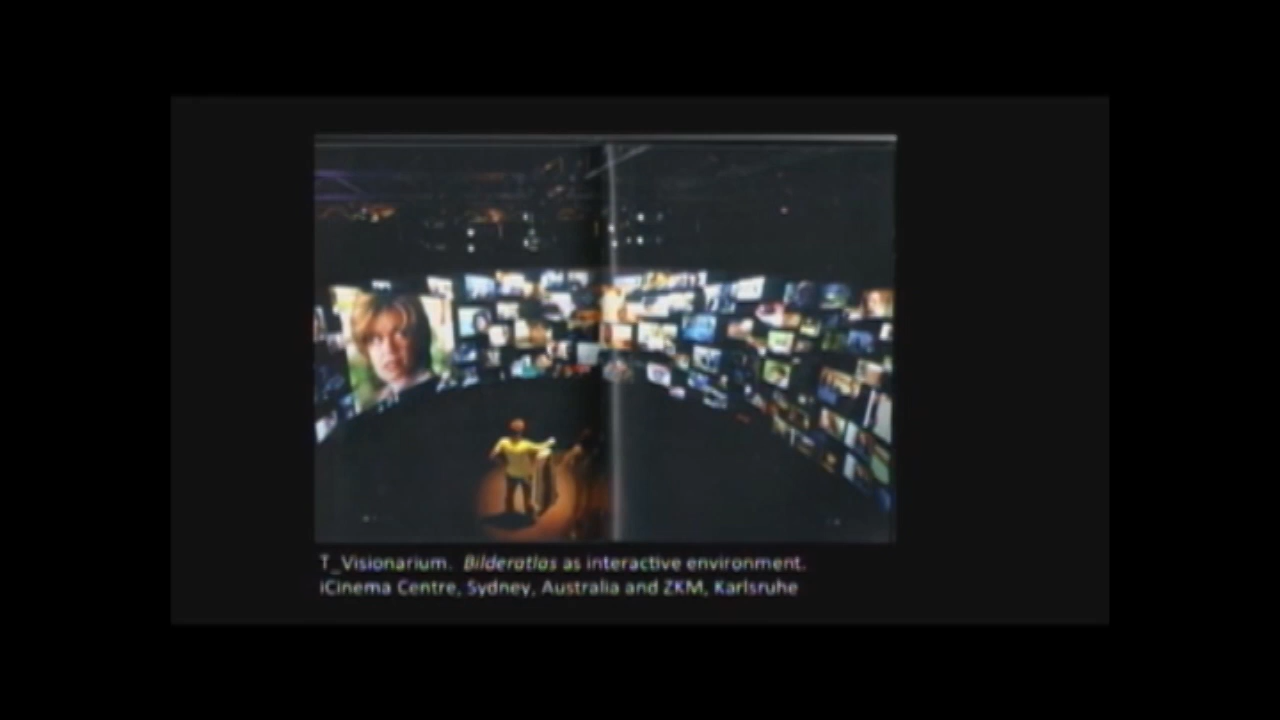 T_Visionarium. Bilderatlas as interactive environment.
iCinema Centre, Sydney, Australia and ZKM, Karlsruhe